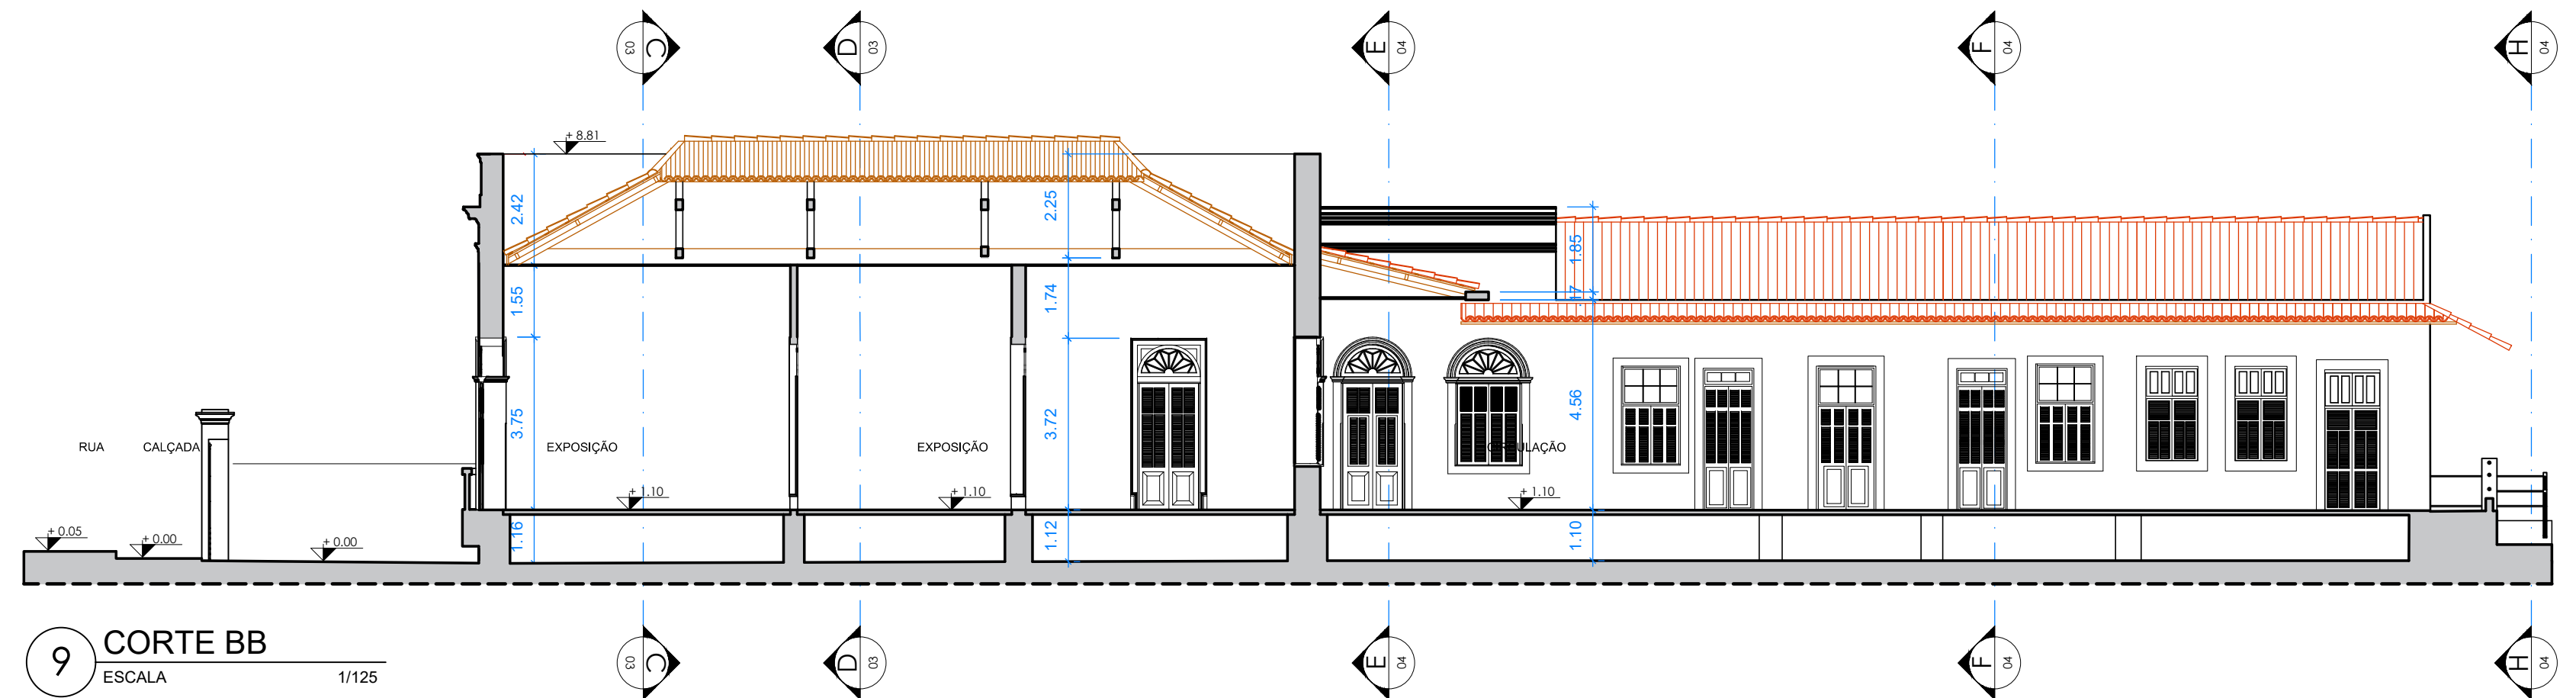 C 03
D 03
E 04
F 04
H 04
+ 8.81
2.42
2.25
1.85
17
1.55
1.74
3.75
3.72
4.56
RUA
CALÇADA
EXPOSIÇÃO
EXPOSIÇÃO
CIRCULAÇÃO
+ 1.10
+ 1.10
+ 1.10
+ 0.05
+ 0.00
+ 0.00
1.16
1.12
1.10
9
CORTE BB
ESCALA 1/125
C 03
D 03
E 04
F 04
H 04